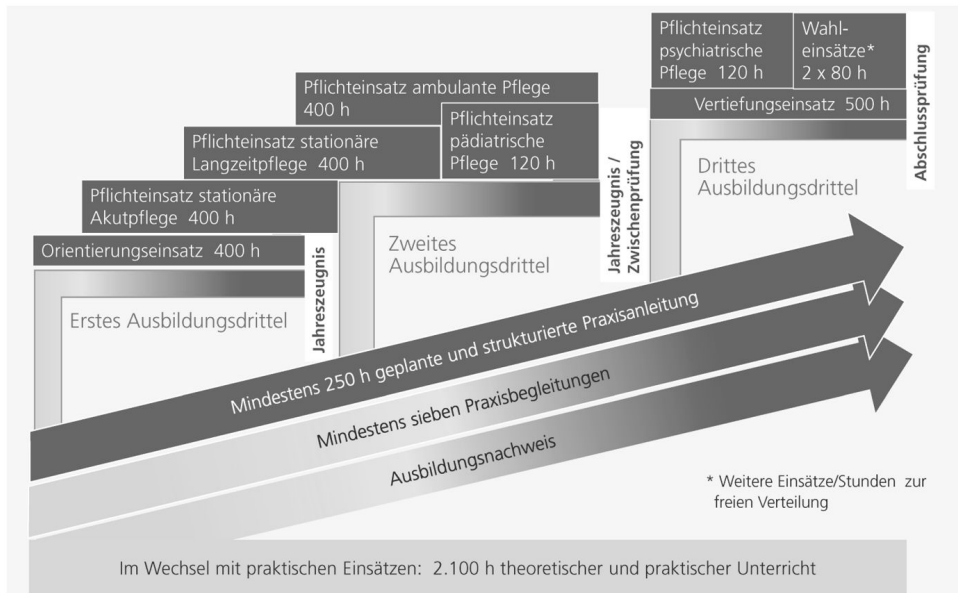 Pflichteinsatz
psychiatrische
Pflege 120 h
Wahl-
einsätze*
2 x 80 h
Vertiefungseinsatz 500 h
Abschlussprüfung
Pflichteinsatz ambulante Pflege
400 h
Pflichteinsatz
pädiatrische
Pflege 120 h
Pflichteinsatz stationäre
Langzeitpflege 400 h
Pflichteinsatz stationäre
Akutpflege 400 h
Orientierungseinsatz 400 h
Jahreszeugnis
Jahreszeugnis /
Zwischenprüfung
Erstes Ausbildungsdrittel
Zweites
Ausbildungsdrittel
Drittes
Ausbildungsdrittel
Mindestens 250 h geplante und strukturierte Praxisanleitung
Mindestens sieben Praxisbegleitungen
Ausbildungsnachweis
* Weitere Einsätze/Stunden zur
freien Verteilung
Im Wechsel mit praktischen Einsätzen: 2.100 h theoretischer und praktischer Unterricht